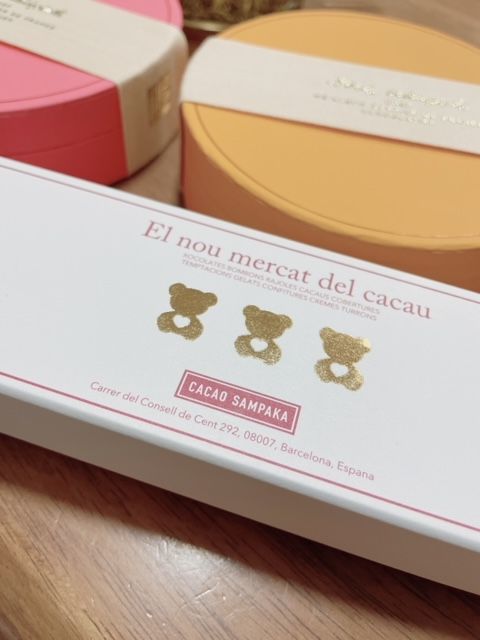 El nou mercat del cacau
XOCOLATES BOMBONS RAJOLES CACAUS COBERTURES
TEMPTACIONS GELATS CONFITURES CREMES TURRONS
CACAO SAMPAKA
Carrer del Consell de Cent 292, 08007, Barcelona, Espana